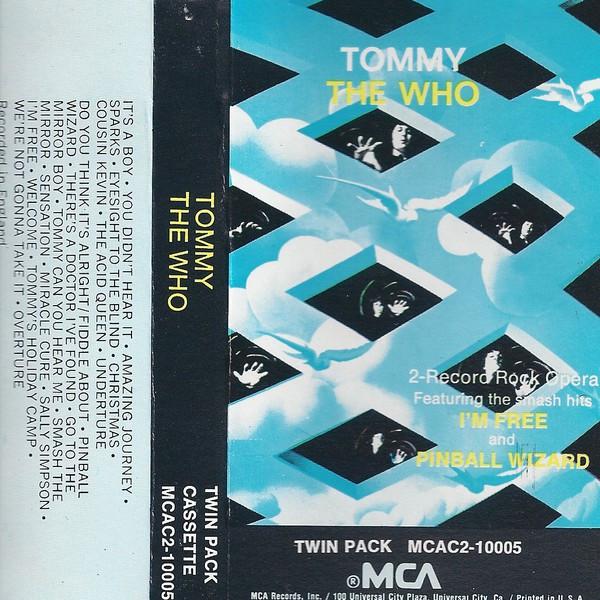 IT'S A BOY • YOU DIDN'T HEAR IT • AMAZING JOURNEY •
SPARKS • EYESIGHT TO THE BLIND • CHRISTMAS •
COUSIN KEVIN • THE ACID QUEEN • UNDERTURE
DO YOU THINK IT'S ALRIGHT/FIDDLE ABOUT • PINBALL
WIZARD • THERE'S A DOCTOR I'VE FOUND • GO TO THE
MIRROR BOY • TOMMY CAN YOU HEAR ME • SMASH THE
MIRROR • SENSATION • MIRACLE CURE • SALLY SIMPSON •
I'M FREE • WELCOME • TOMMY'S HOLIDAY CAMP •
WE'RE NOT GONNA TAKE IT • OVERTURE
Recorded in England
TOMMY
THE WHO
TWIN PACK
CASSETTE
MCAC2-10005
TOMMY
THE WHO
2-Record Rock Opera
Featuring the smash hits
I'M FREE
and
PINBALL WIZARD
TWIN PACK MCAC2-10005
®MCA
MCA Records, Inc. / 100 Universal City Plaza, Universal City, Ca. / Printed in U.S.A.